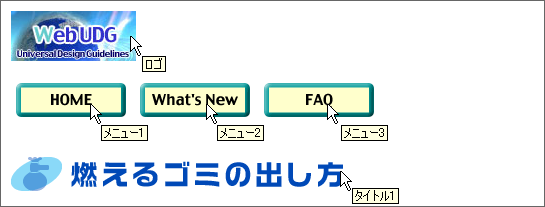 Web UDG
Universal Design Guidelines
ロゴ
HOME
What's New
FAQ
メニュー1
メニュー2
メニュー3
燃えるゴミの出し方
タイトル1